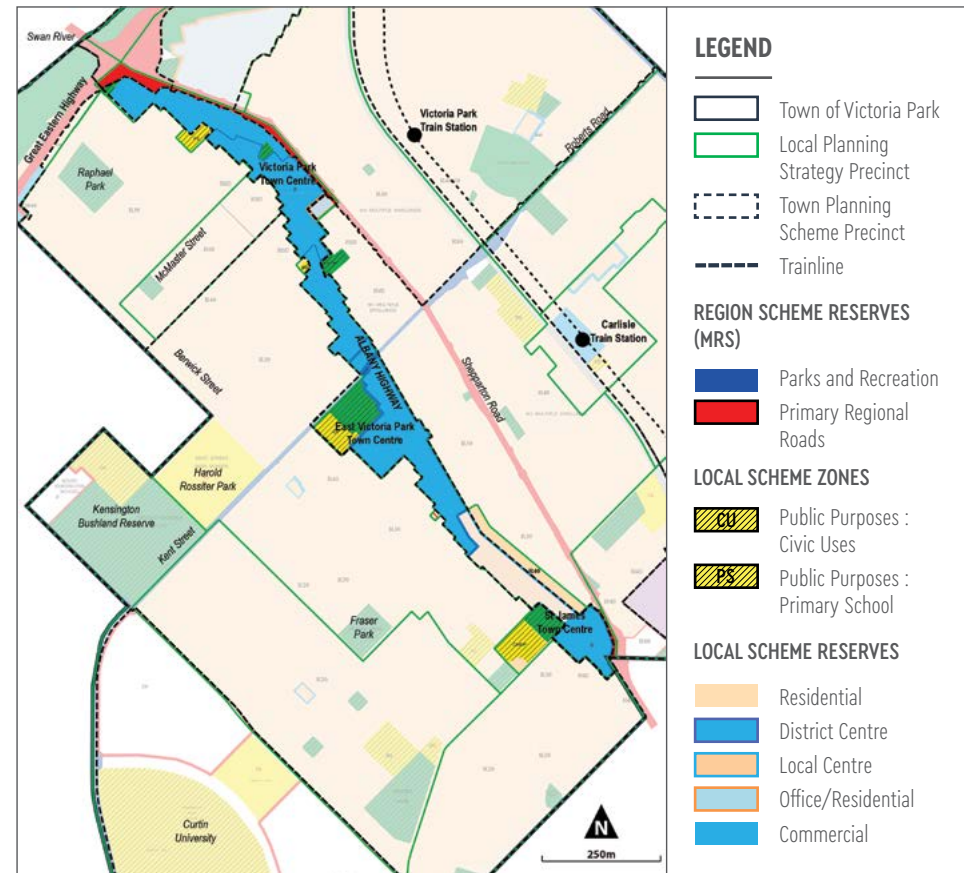 Swan River
Great Eastern Highway
Raphael
Park
McMaster Street
Berwick Street
Victoria Park
Train Station
Roberts Road
Victoria Park
Town Centre
Carlisle
Train Station
ALBANY HIGHWAY
Shepparton Road
East Victoria Park
Town Centre
Harold
Rossiter Park
Kensington
Bushland Reserve
Kent Street
Fraser
Park
St James
Town Centre
Curtin
University
N
250m
LEGEND
Town of Victoria Park
Local Planning
Strategy Precinct
Town Planning
Scheme Precinct
Trainline
REGION SCHEME RESERVES
(MRS)
Parks and Recreation
Primary Regional
Roads
LOCAL SCHEME ZONES
CU
Public Purposes :
Civic Uses
PS
Public Purposes :
Primary School
LOCAL SCHEME RESERVES
Residential
District Centre
Local Centre
Office/Residential
Commercial